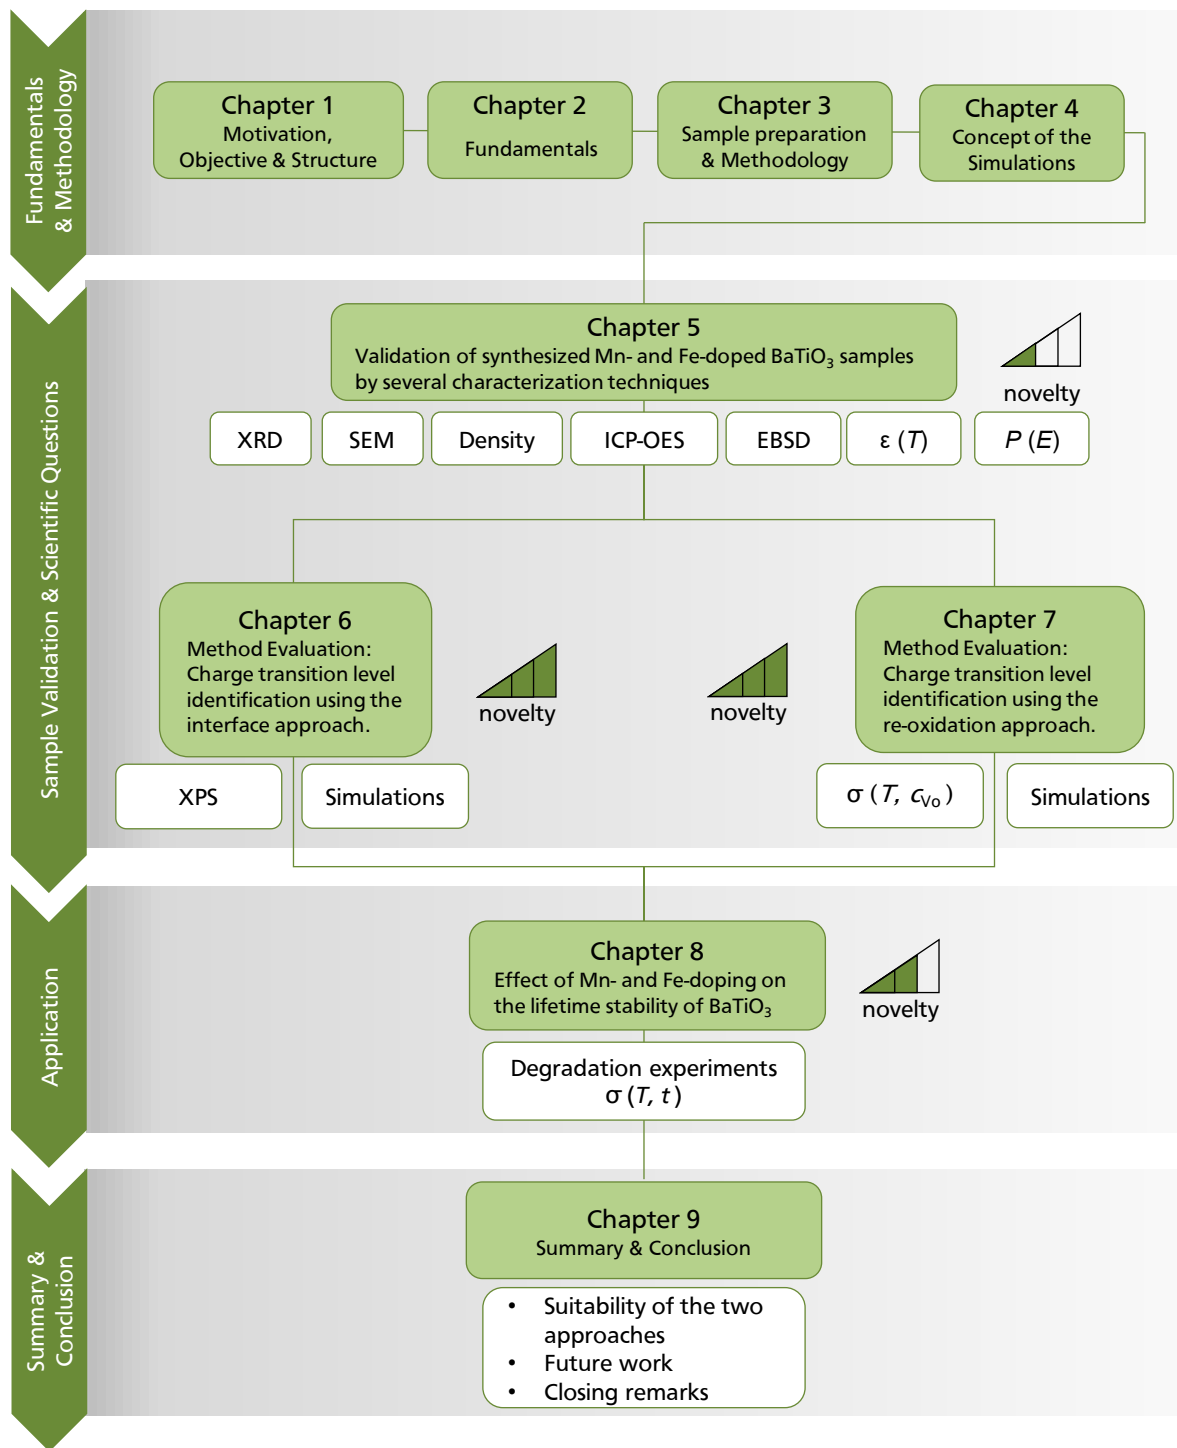 Fundamentals
& Methodology
Chapter 1
Motivation,
Objective & Structure
Chapter 2
Fundamentals
Chapter 3
Sample preparation
& Methodology
Chapter 4
Concept of the
Simulations
Sample Validation & Scientific Questions
Chapter 5
Validation of synthesized Mn- and Fe-doped BaTiO₃ samples
by several characterization techniques
novelty
XRD
SEM
Density
ICP-OES
EBSD
ε (T)
P (E)
Chapter 6
Method Evaluation:
Charge transition level
identification using the
interface approach.
novelty
XPS
Simulations
novelty
Chapter 7
Method Evaluation:
Charge transition level
identification using the
re-oxidation approach.
σ (T, c_Vo)
Simulations
Application
Chapter 8
Effect of Mn- and Fe-doping on
the lifetime stability of BaTiO₃
novelty
Degradation experiments
σ (T, t)
Summary &
Conclusion
Chapter 9
Summary & Conclusion
• Suitability of the two
approaches
• Future work
• Closing remarks